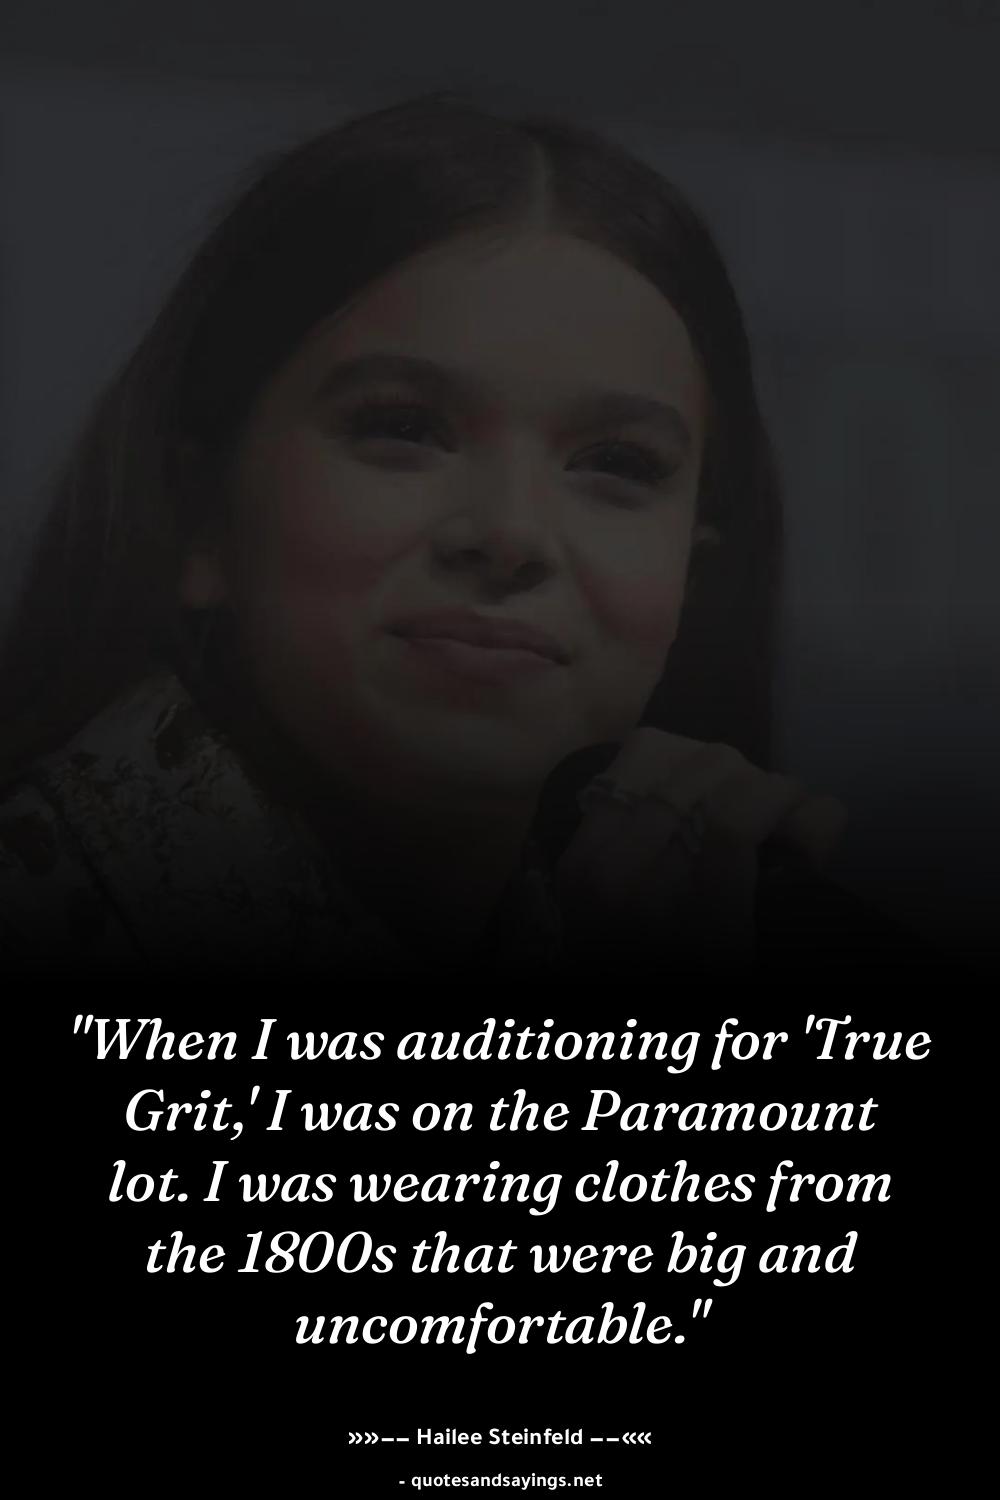 "When I was auditioning for 'True
Grit,' I was on the Paramount
lot. I was wearing clothes from
the 1800s that were big and
uncomfortable."
»»–– Hailee Steinfeld ––««
- quotesandsayings.net